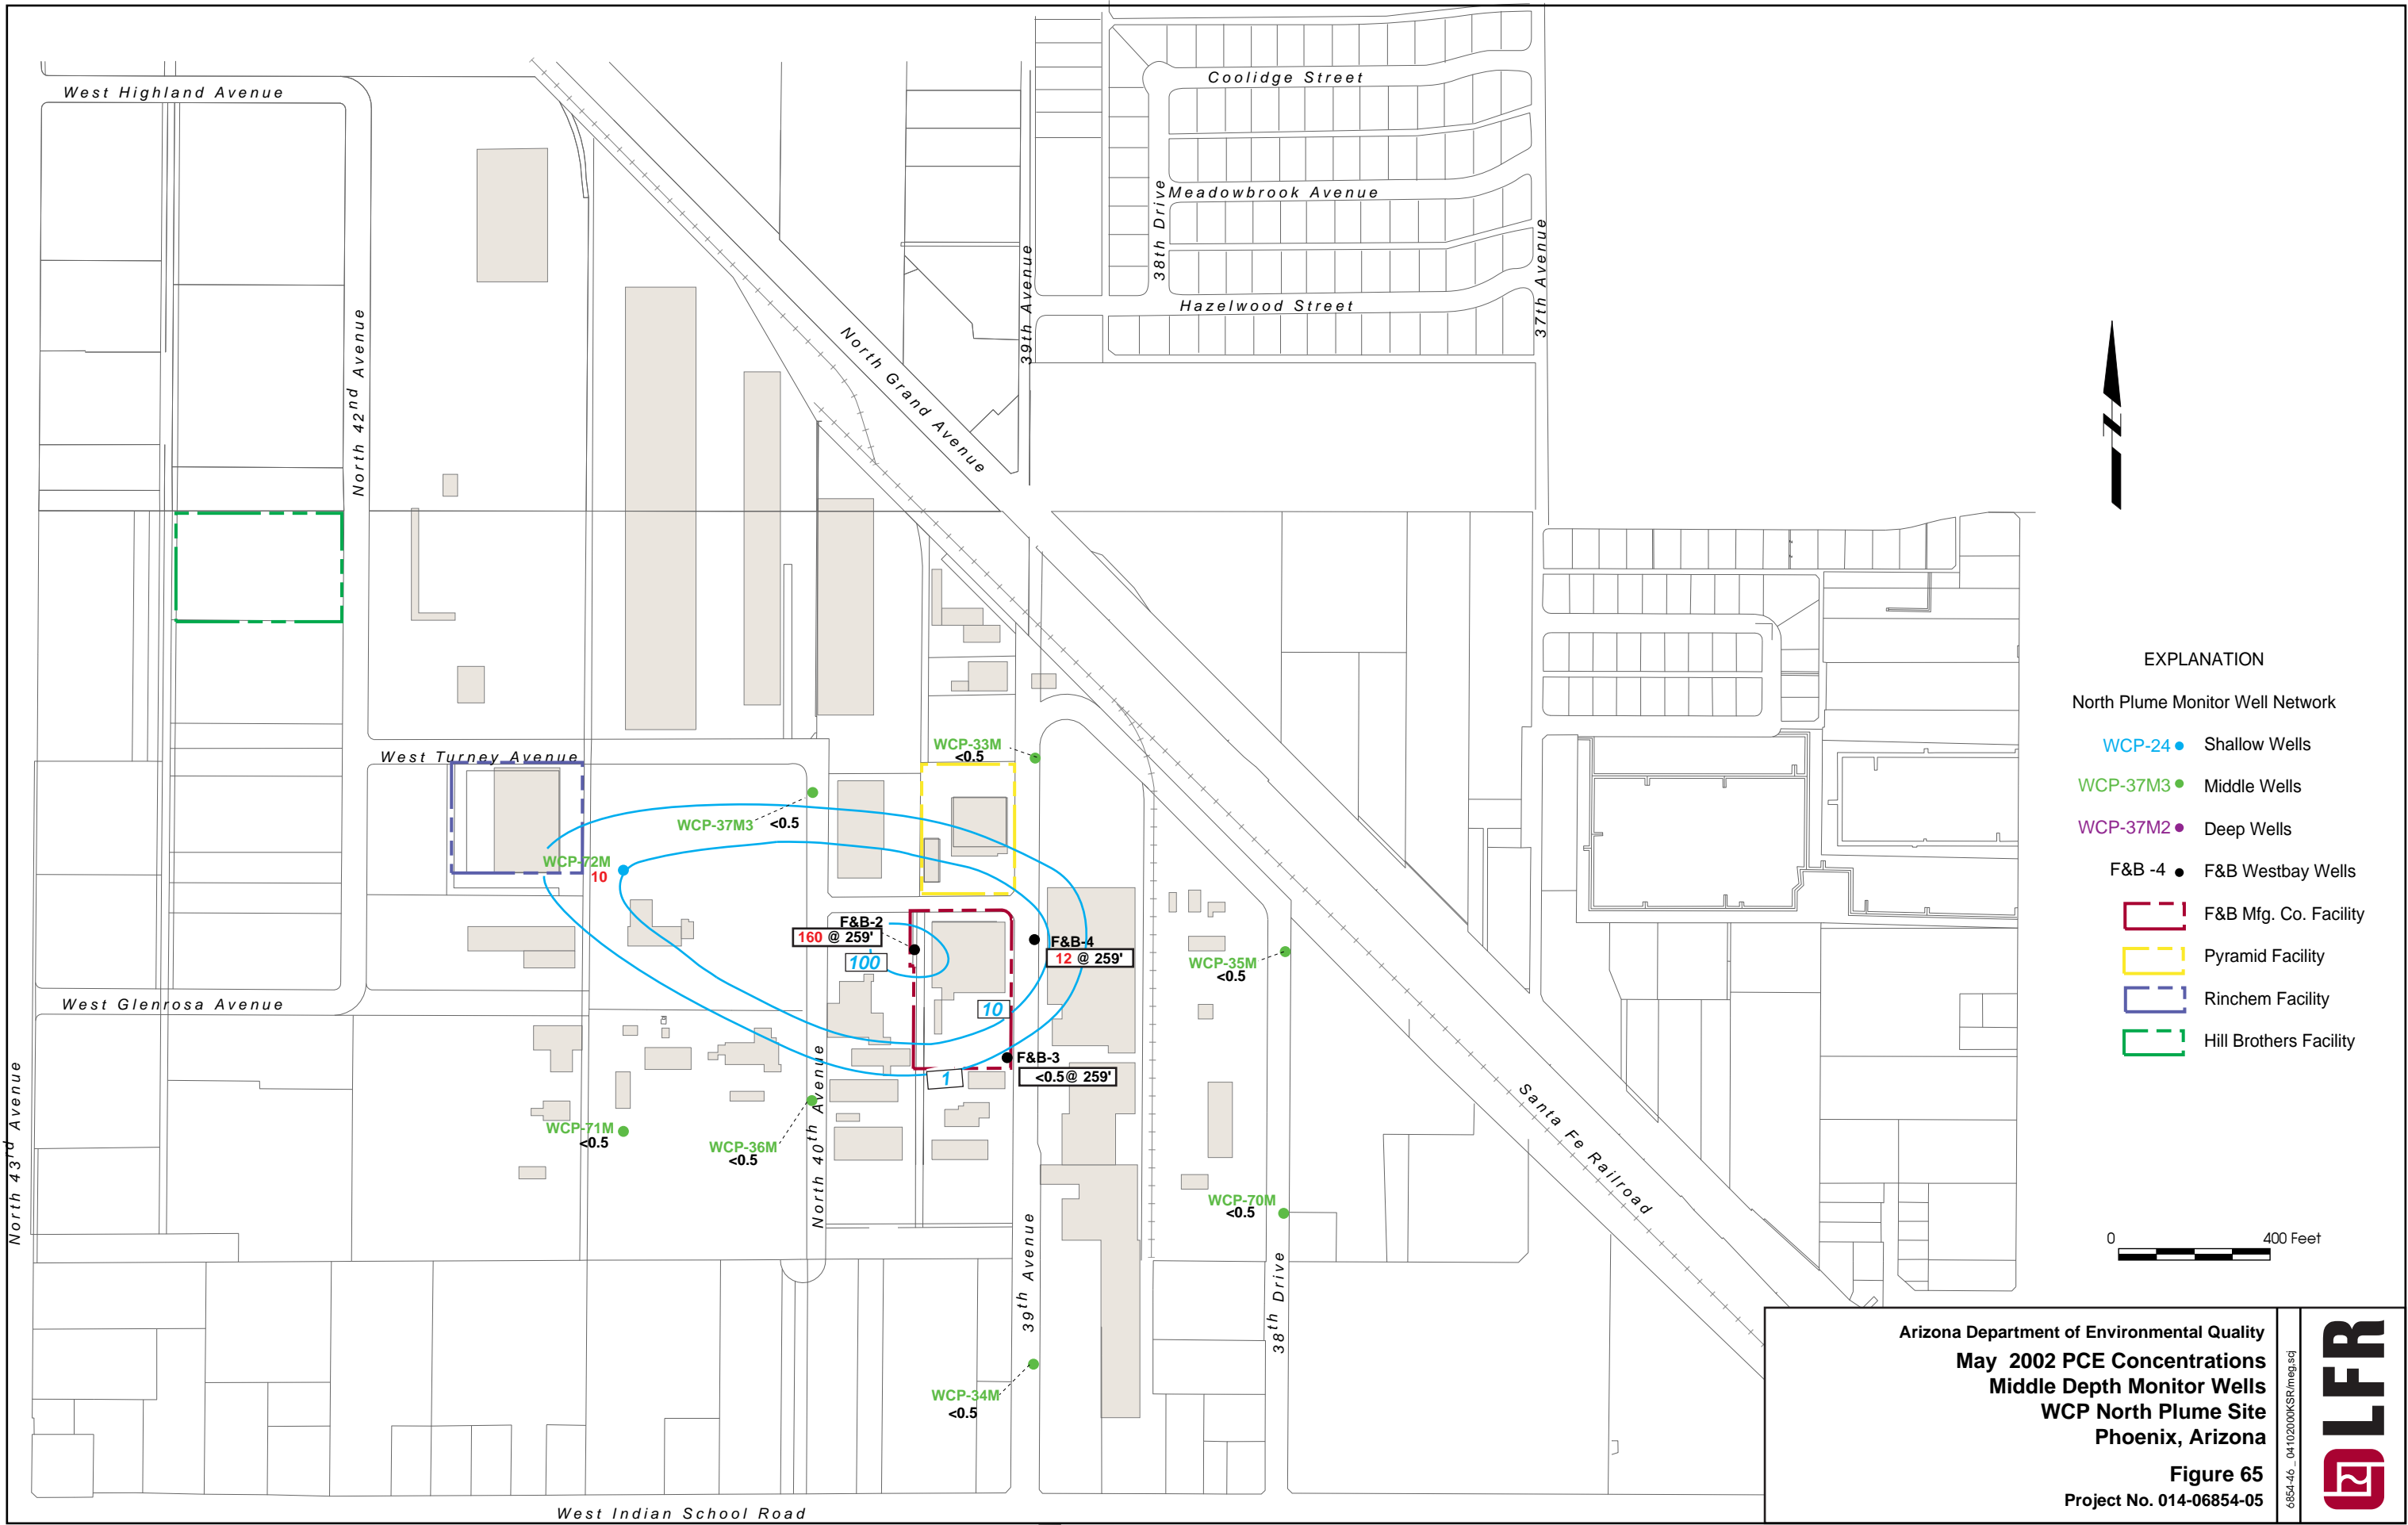 West Highland Avenue
Coolidge Street
38th Drive
Meadowbrook Avenue
39th Avenue
37th Avenue
Hazelwood Street
North 42nd Avenue
North Grand Avenue
EXPLANATION
North Plume Monitor Well Network
WCP-24 Shallow Wells
WCP-37M3 Middle Wells
WCP-37M2 Deep Wells
F&B -4 F&B Westbay Wells
F&B Mfg. Co. Facility
Pyramid Facility
Rinchem Facility
Hill Brothers Facility
West Turney Avenue
WCP-33M
<0.5
WCP-37M3 <0.5
WCP-72M
10
F&B-2
160 @ 259'
100
F&B-4
12 @ 259'
WCP-35M
<0.5
West Glenrosa Avenue
10
F&B-3
<0.5@ 259'
1
North 43rd Avenue
WCP-71M
<0.5
WCP-36M
<0.5
North 40th Avenue
WCP-70M
<0.5
Santa Fe Railroad
39th Avenue
38th Drive
WCP-34M
<0.5
West Indian School Road
N
0 400 Feet
Arizona Department of Environmental Quality
May 2002 PCE Concentrations
Middle Depth Monitor Wells
WCP North Plume Site
Phoenix, Arizona
Figure 65
Project No. 014-06854-05
6854-46_04102000KSR/meg,scj
LFR